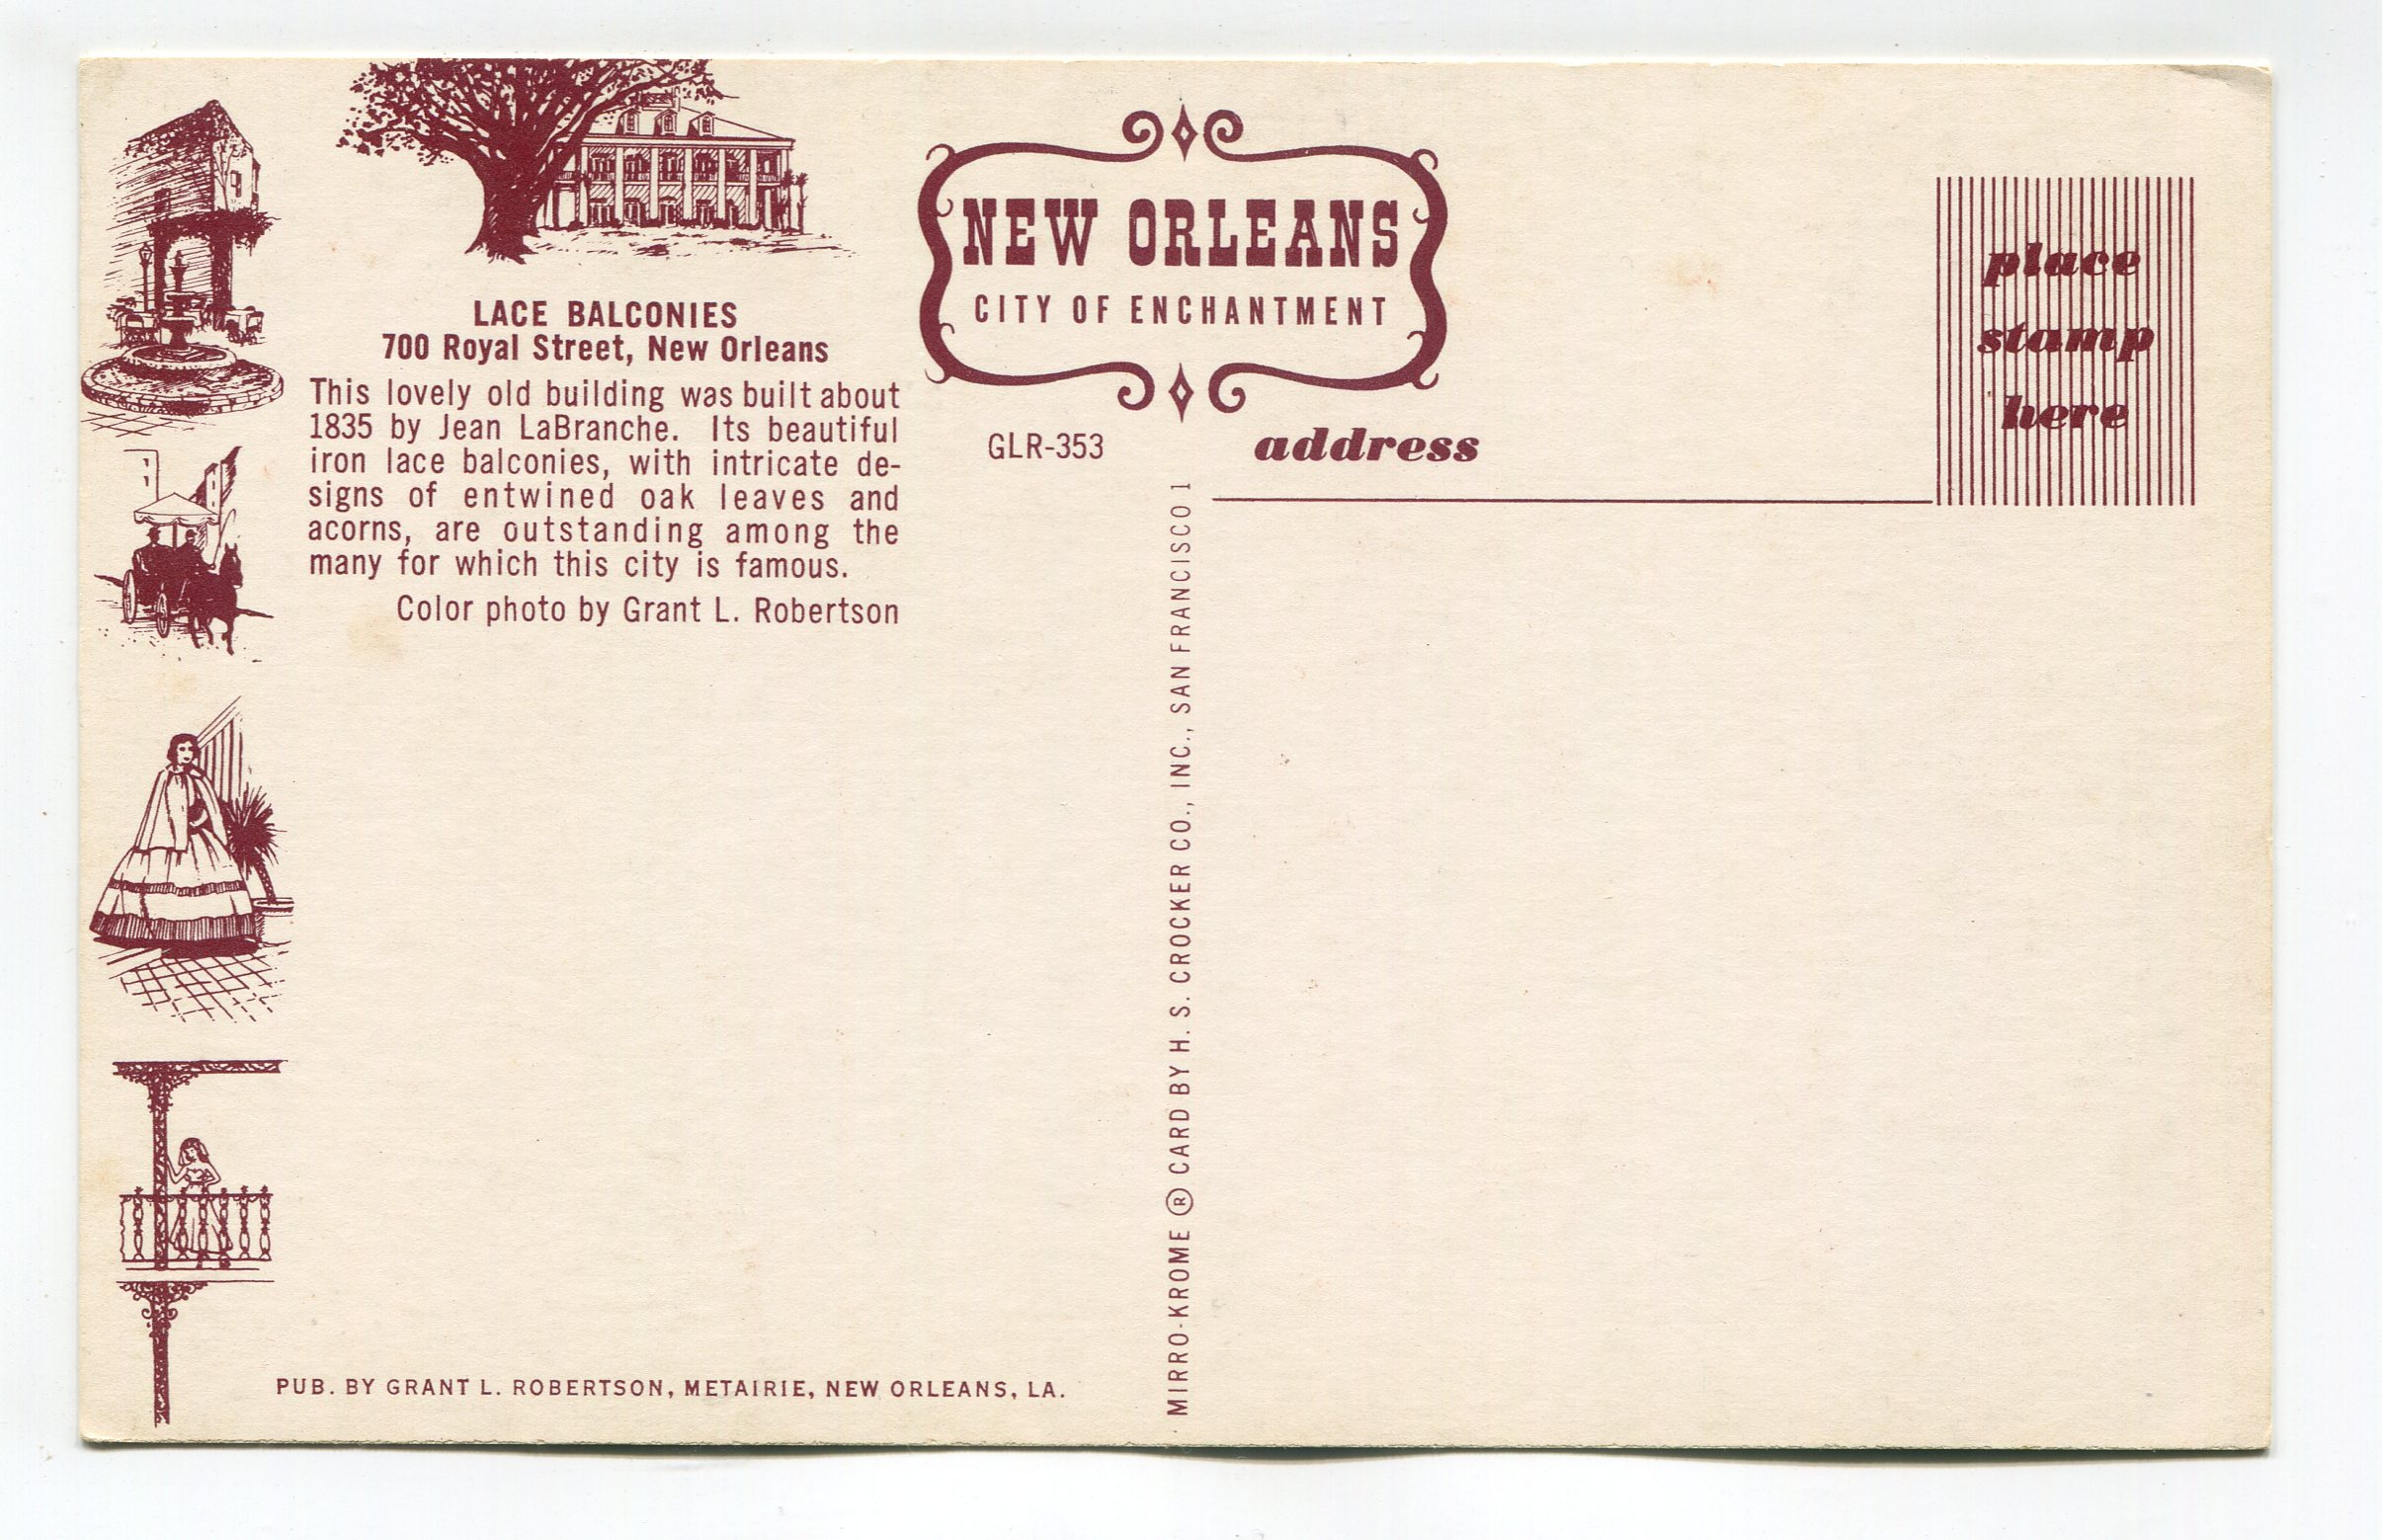 LACE BALCONIES
700 Royal Street, New Orleans
This lovely old building was built about
1835 by Jean LaBranche. Its beautiful
iron lace balconies, with intricate de-
signs of entwined oak leaves and
acorns, are outstanding among the
many for which this city is famous.
Color photo by Grant L. Robertson
PUB. BY GRANT L. ROBERTSON, METAIRIE, NEW ORLEANS, LA.
NEW ORLEANS
CITY OF ENCHANTMENT
GLR-353
MIRRO-KROME ® CARD BY H. S. CROCKER CO., INC., SAN FRANCISCO 1
address
place
stamp
here